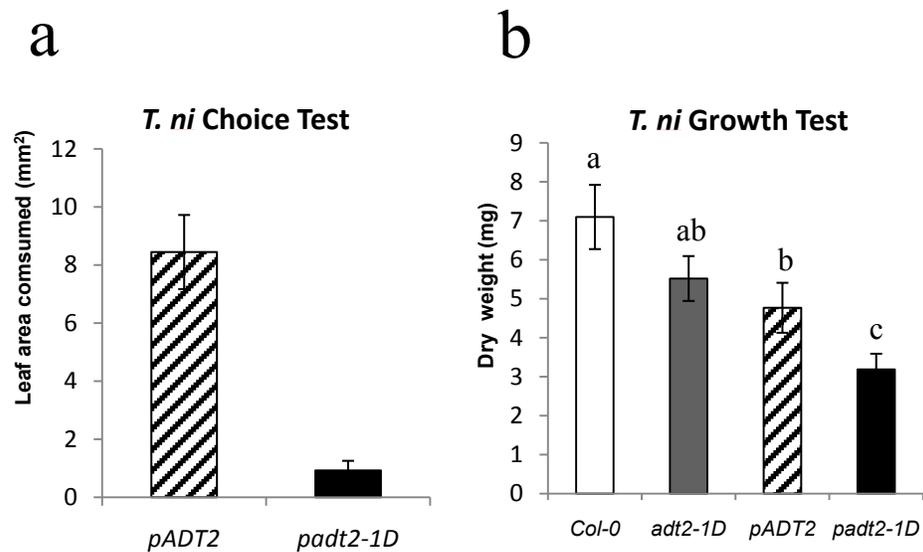 a
T. ni Choice Test
Leaf area comsumed (mm²)
12
10
8
6
4
2
0
pADT2
padt2-1D
b
T. ni Growth Test
Dry weight (mg)
9
8
7
6
5
4
3
2
1
0
a
ab
b
c
Col-0
adt2-1D
pADT2
padt2-1D